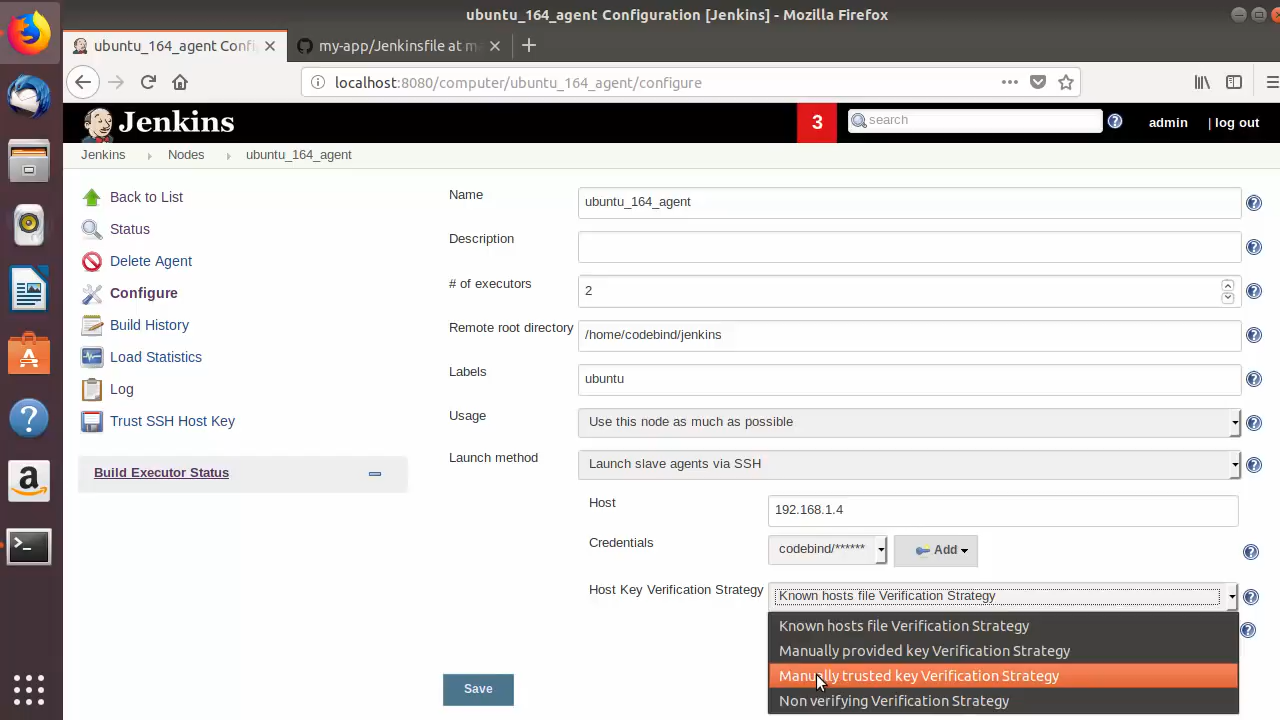 ubuntu_164_agent Configuration [Jenkins] - Mozilla Firefox
ubuntu_164_agent Confi
my-app/Jenkinsfile at m
localhost:8080/computer/ubuntu_164_agent/configure
Jenkins
3
search
admin
| log out
Jenkins
Nodes
ubuntu_164_agent
Back to List
Status
Delete Agent
Configure
Build History
Load Statistics
Log
Trust SSH Host Key
Build Executor Status
Name
ubuntu_164_agent
Description
# of executors
2
Remote root directory
/home/codebind/jenkins
Labels
ubuntu
Usage
Use this node as much as possible
Launch method
Launch slave agents via SSH
Host
192.168.1.4
Credentials
codebind/******
Add
Host Key Verification Strategy
Known hosts file Verification Strategy
Known hosts file Verification Strategy
Manually provided key Verification Strategy
Manually trusted key Verification Strategy
Non verifying Verification Strategy
Save